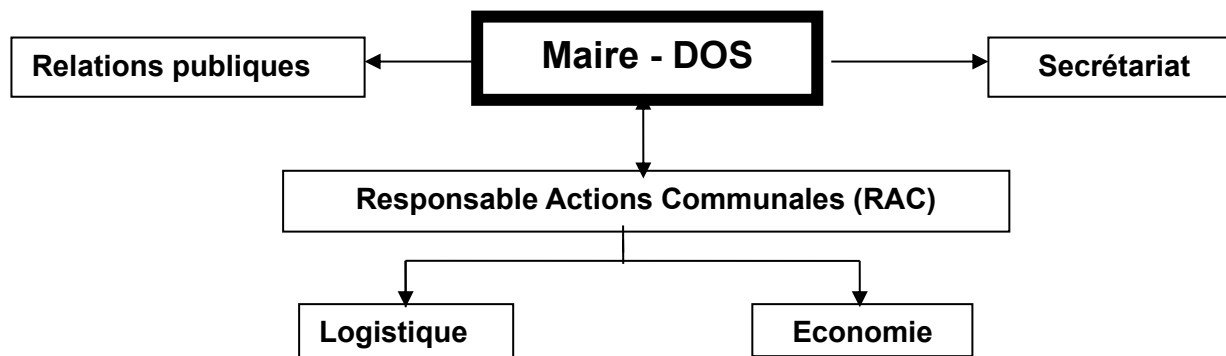 Maire - DOS
Relations publiques
Secrétariat
Responsable Actions Communales (RAC)
Logistique
Economie